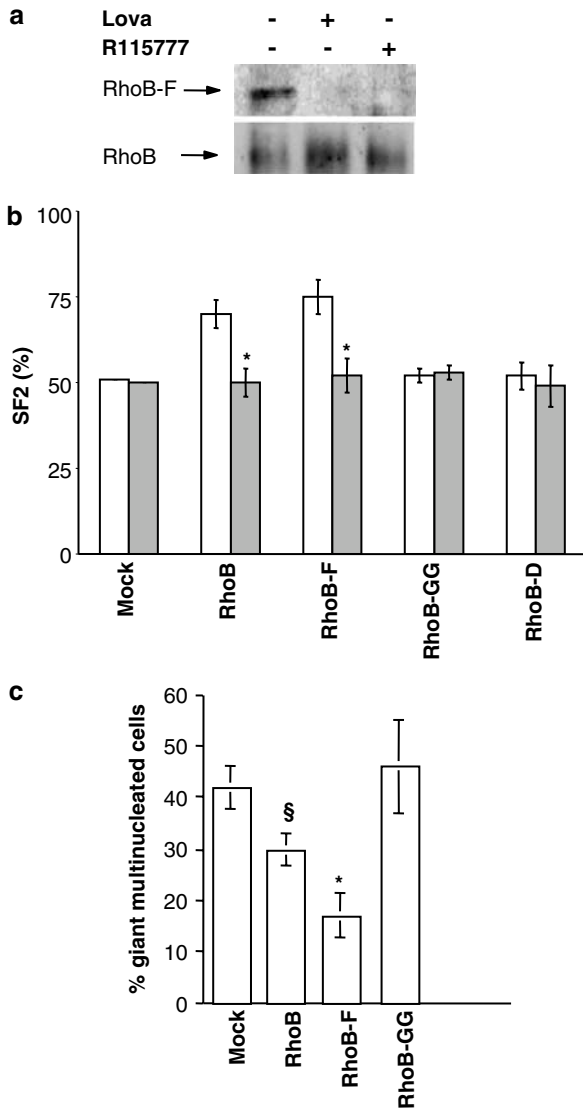 a
Lova - + -
R115777 - - +
RhoB-F
RhoB
b
100
75
50
25
0
SF2 (%)
* *
Mock RhoB RhoB-F RhoB-GG RhoB-D
c
60
50
40
30
20
10
0
% giant multinucleated cells
§
*
Mock RhoB RhoB-F RhoB-GG